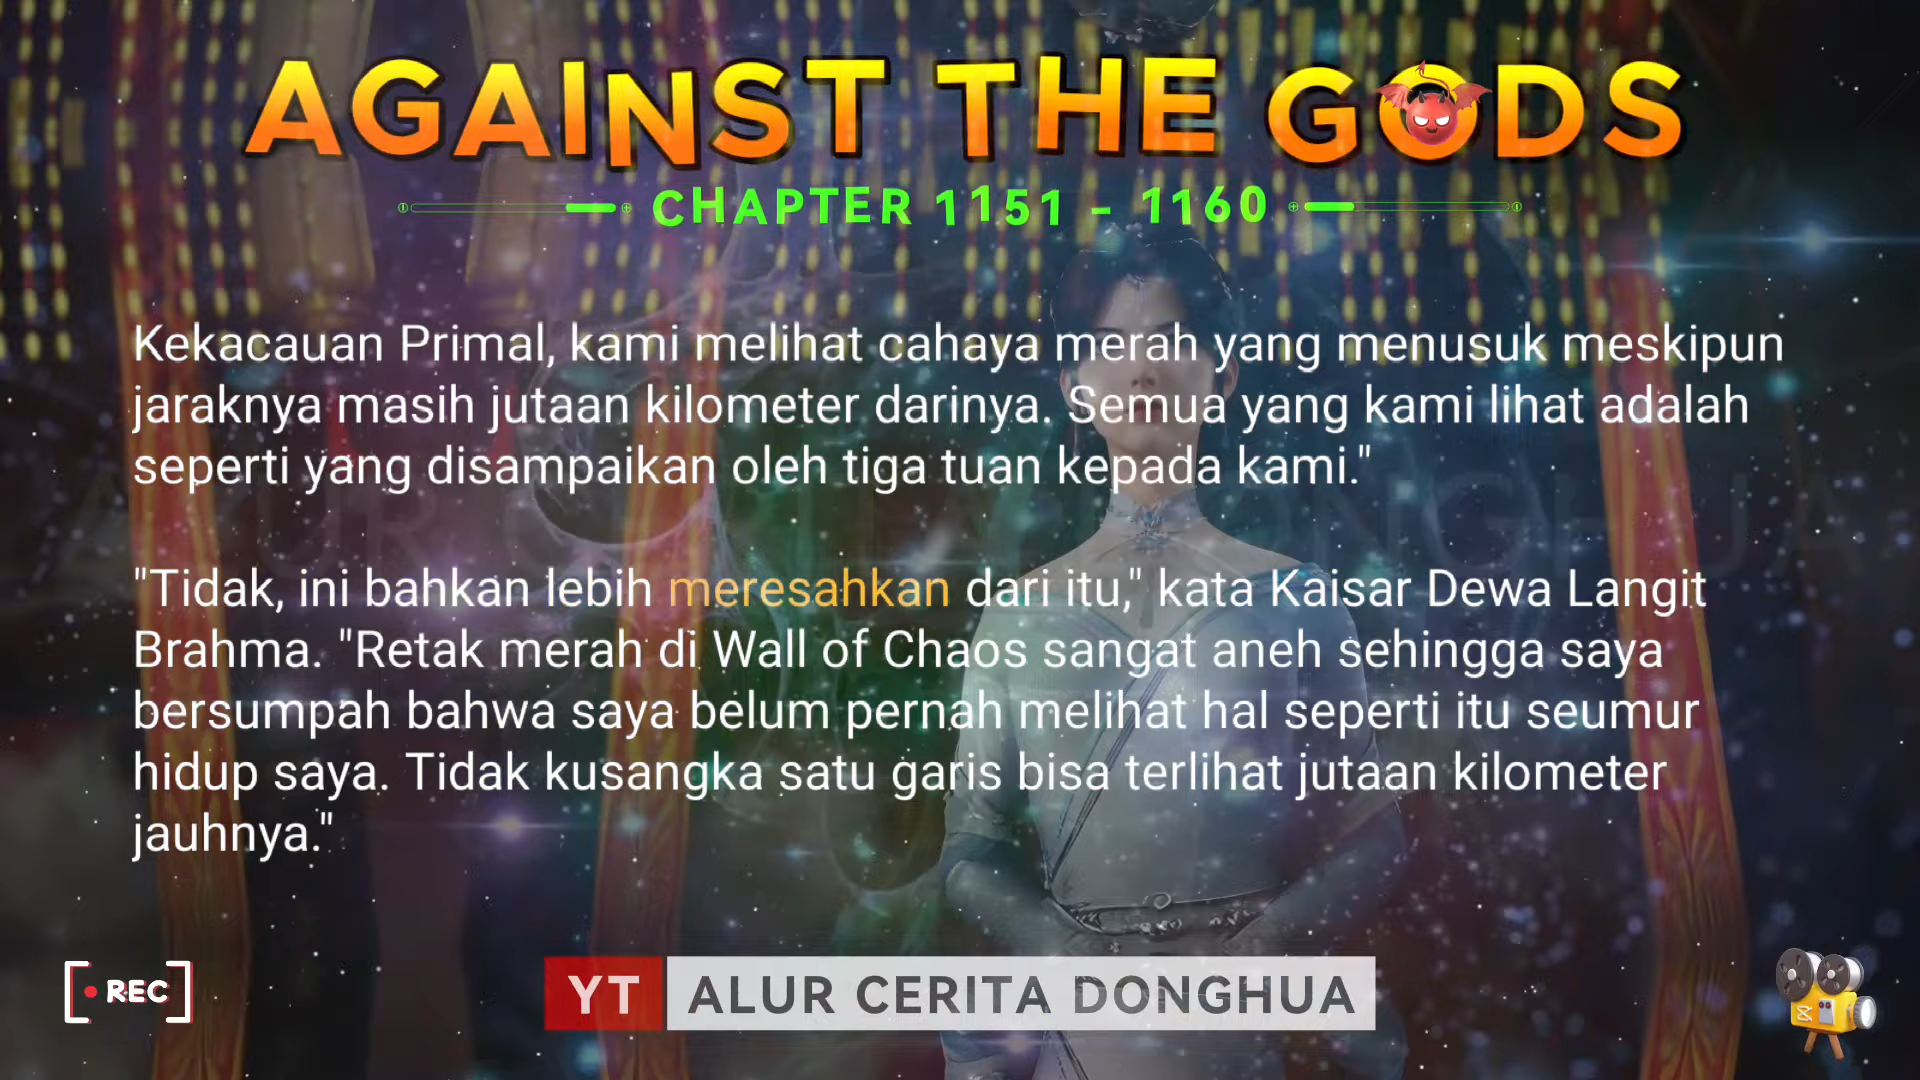 AGAINST THE GODS
CHAPTER 1151 - 1160
Kekacauan Primal, kami melihat cahaya merah yang menusuk meskipun
jaraknya masih jutaan kilometer darinya. Semua yang kami lihat adalah
seperti yang disampaikan oleh tiga tuan kepada kami."
"Tidak, ini bahkan lebih meresahkan dari itu," kata Kaisar Dewa Langit
Brahma. "Retak merah di Wall of Chaos sangat aneh sehingga saya
bersumpah bahwa saya belum pernah melihat hal seperti itu seumur
hidup saya. Tidak kusangka satu garis bisa terlihat jutaan kilometer
jauhnya."
REC
YT ALUR CERITA DONGHUA